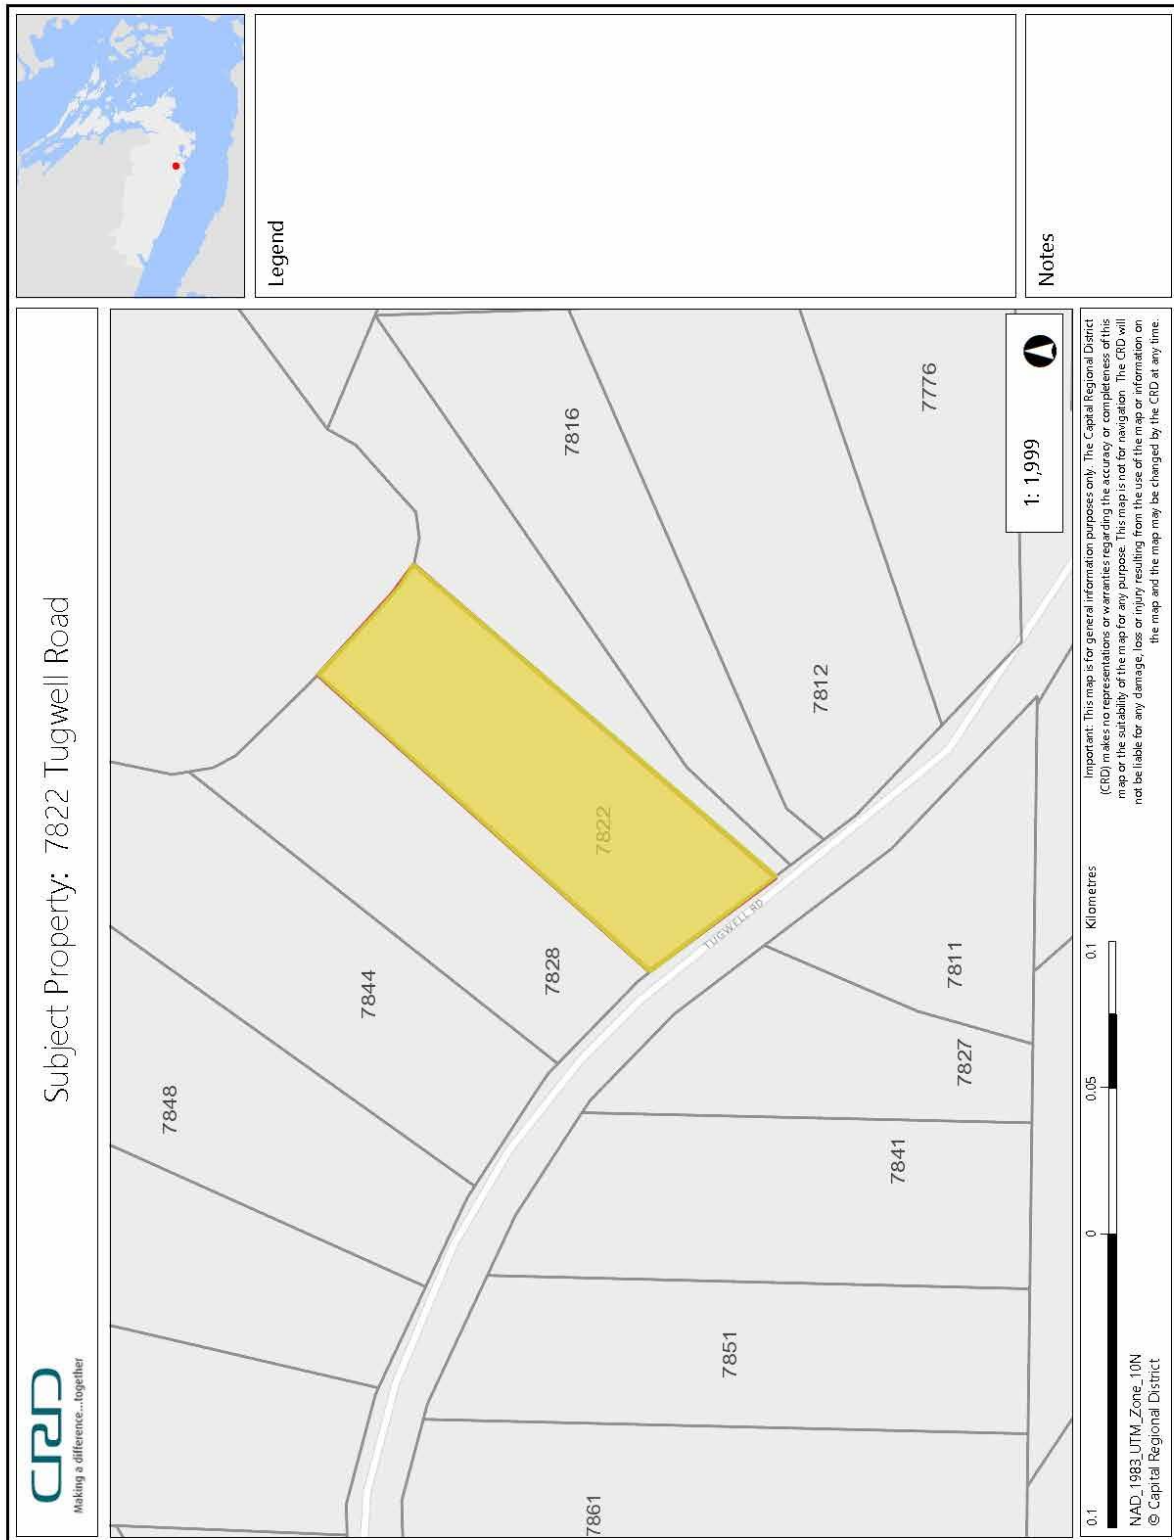 CRD
Making a difference...together
Subject Property: 7822 Tugwell Road
7848
7844
7828
7822
7816
7812
7776
TUGWELL RD
7811
7827
7841
7851
7861
1: 1,999
Legend
Notes
0.1 0 0.05 0.1 Kilometres
NAD_1983_UTM_Zone_10N
© Capital Regional District
Important: This map is for general information purposes only. The Capital Regional District
(CRD) makes no representations or warranties regarding the accuracy or completeness of this
map or the suitability of the map for any purpose. This map is not for navigation. The CRD will
not be liable for any damage, loss or injury resulting from the use of the map or information on
the map and the map may be changed by the CRD at any time.